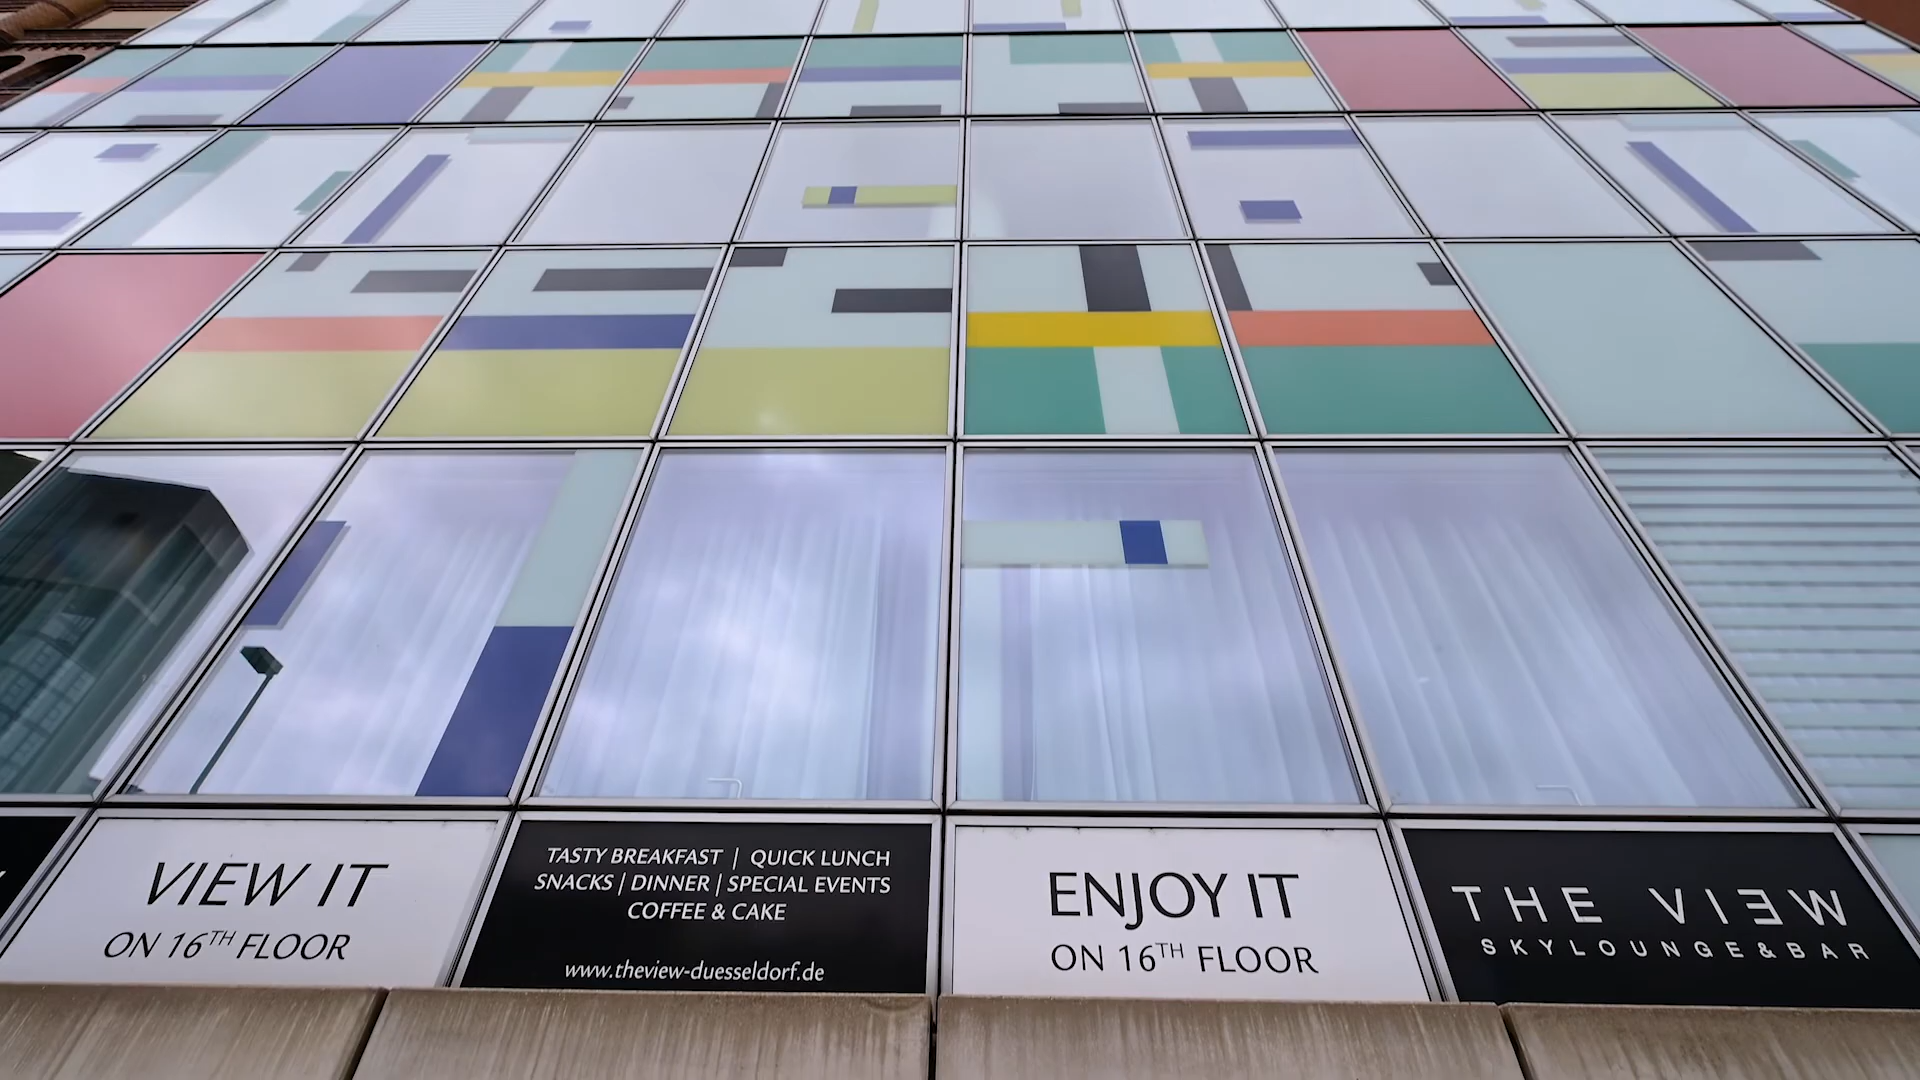 VIEW IT
ON 16TH FLOOR
TASTY BREAKFAST | QUICK LUNCH
SNACKS | DINNER | SPECIAL EVENTS
COFFEE & CAKE
www.theview-duesseldorf.de
ENJOY IT
ON 16TH FLOOR
THE VIEW
SKYLOUNGE&BAR